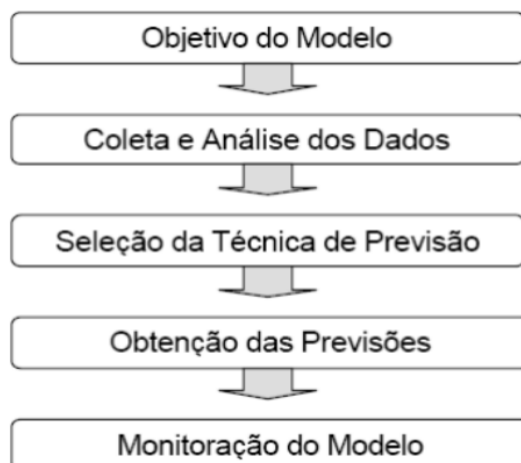 Objetivo do Modelo
Coleta e Análise dos Dados
Seleção da Técnica de Previsão
Obtenção das Previsões
Monitoração do Modelo